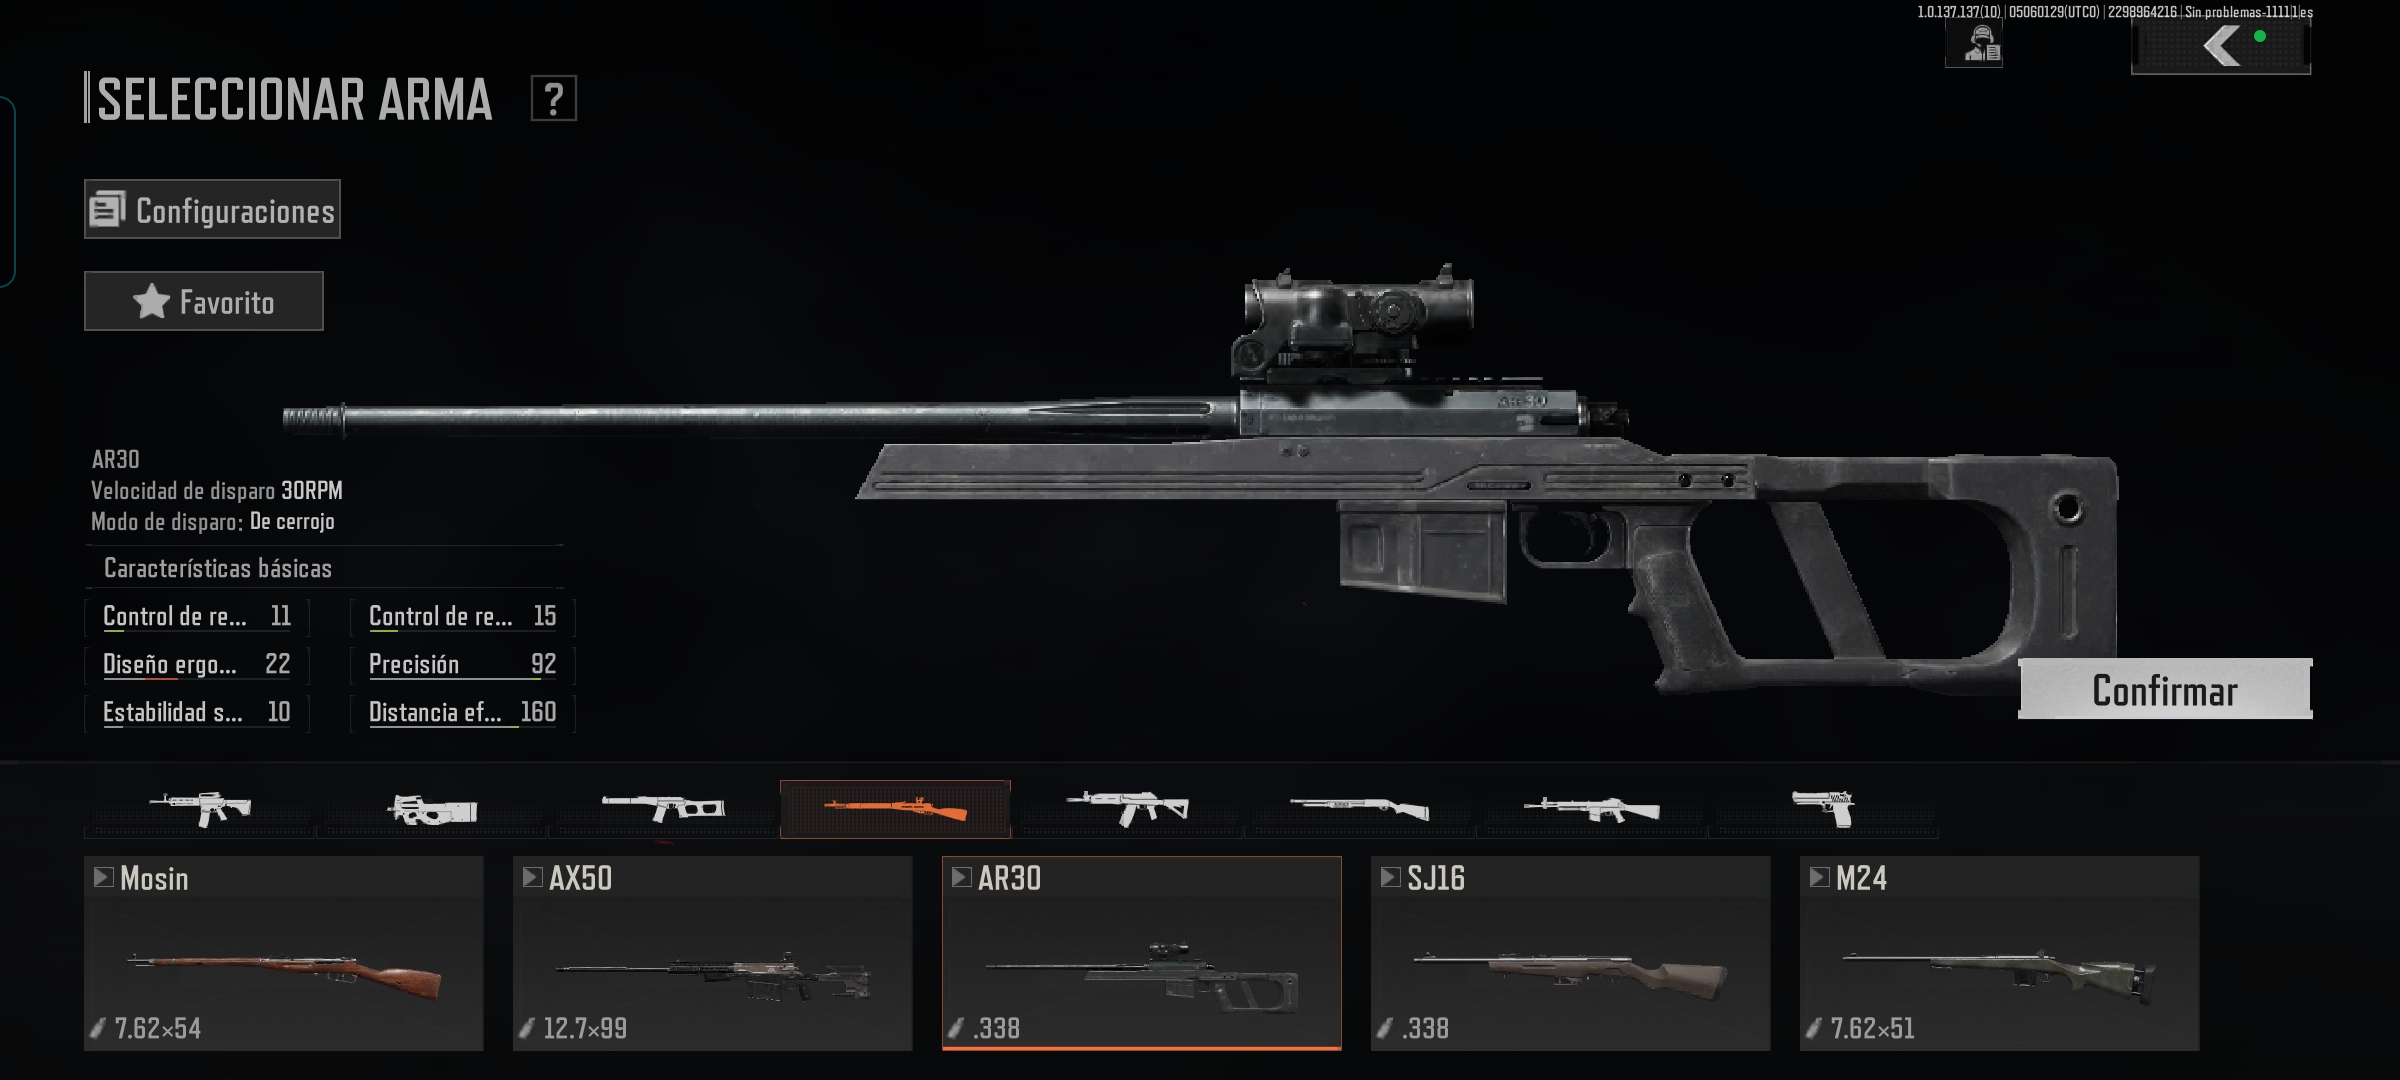 1.0.137.137(10) | 05060129(UTC0) | 2298964216 | Sin problemas-1111|1|es
SELECCIONAR ARMA ?
Configuraciones
Favorito
AR30
Velocidad de disparo 30RPM
Modo de disparo: De cerrojo
Características básicas
Control de re... 11
Control de re... 15
Diseño ergo... 22
Precisión 92
Estabilidad s... 10
Distancia ef... 160
Confirmar
Mosin
AX50
AR30
SJ16
M24
7.62×54
12.7×99
.338
.338
7.62×51